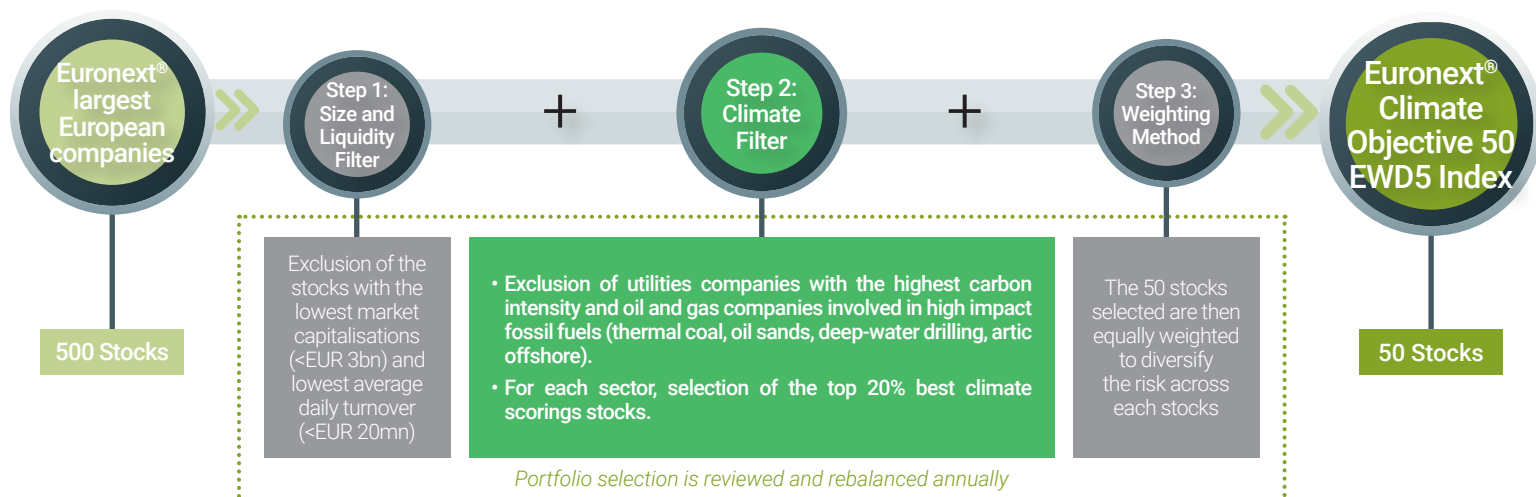 Euronext®
largest
European
companies
Step 1:
Size and
Liquidity
Filter
+
Step 2:
Climate
Filter
+
Step 3:
Weighting
Method
Euronext®
Climate
Objective 50
EWD5 Index
500 Stocks
Exclusion of the
stocks with the
lowest market
capitalisations
(<EUR 3bn) and
lowest average
daily turnover
(<EUR 20mn)
• Exclusion of utilities companies with the highest carbon
intensity and oil and gas companies involved in high impact
fossil fuels (thermal coal, oil sands, deep-water drilling, artic
offshore).
• For each sector, selection of the top 20% best climate
scorings stocks.
The 50 stocks
selected are then
equally weighted
to diversify
the risk across
each stocks
50 Stocks
Portfolio selection is reviewed and rebalanced annually